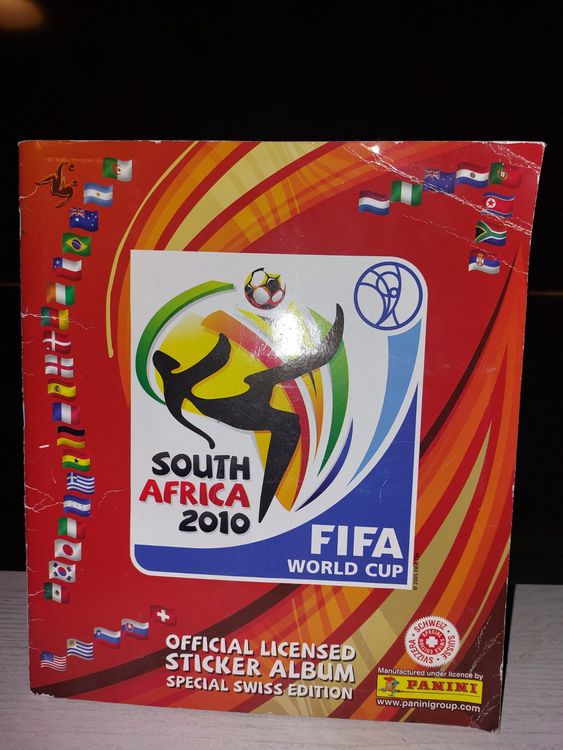 SOUTH
AFRICA
2010
FIFA
WORLD CUP
OFFICIAL LICENSED
STICKER ALBUM
SPECIAL SWISS EDITION
SCHWEIZ · SUISSE · SVIZZERA
Manufactured under licence by
PANINI
www.paninigroup.com